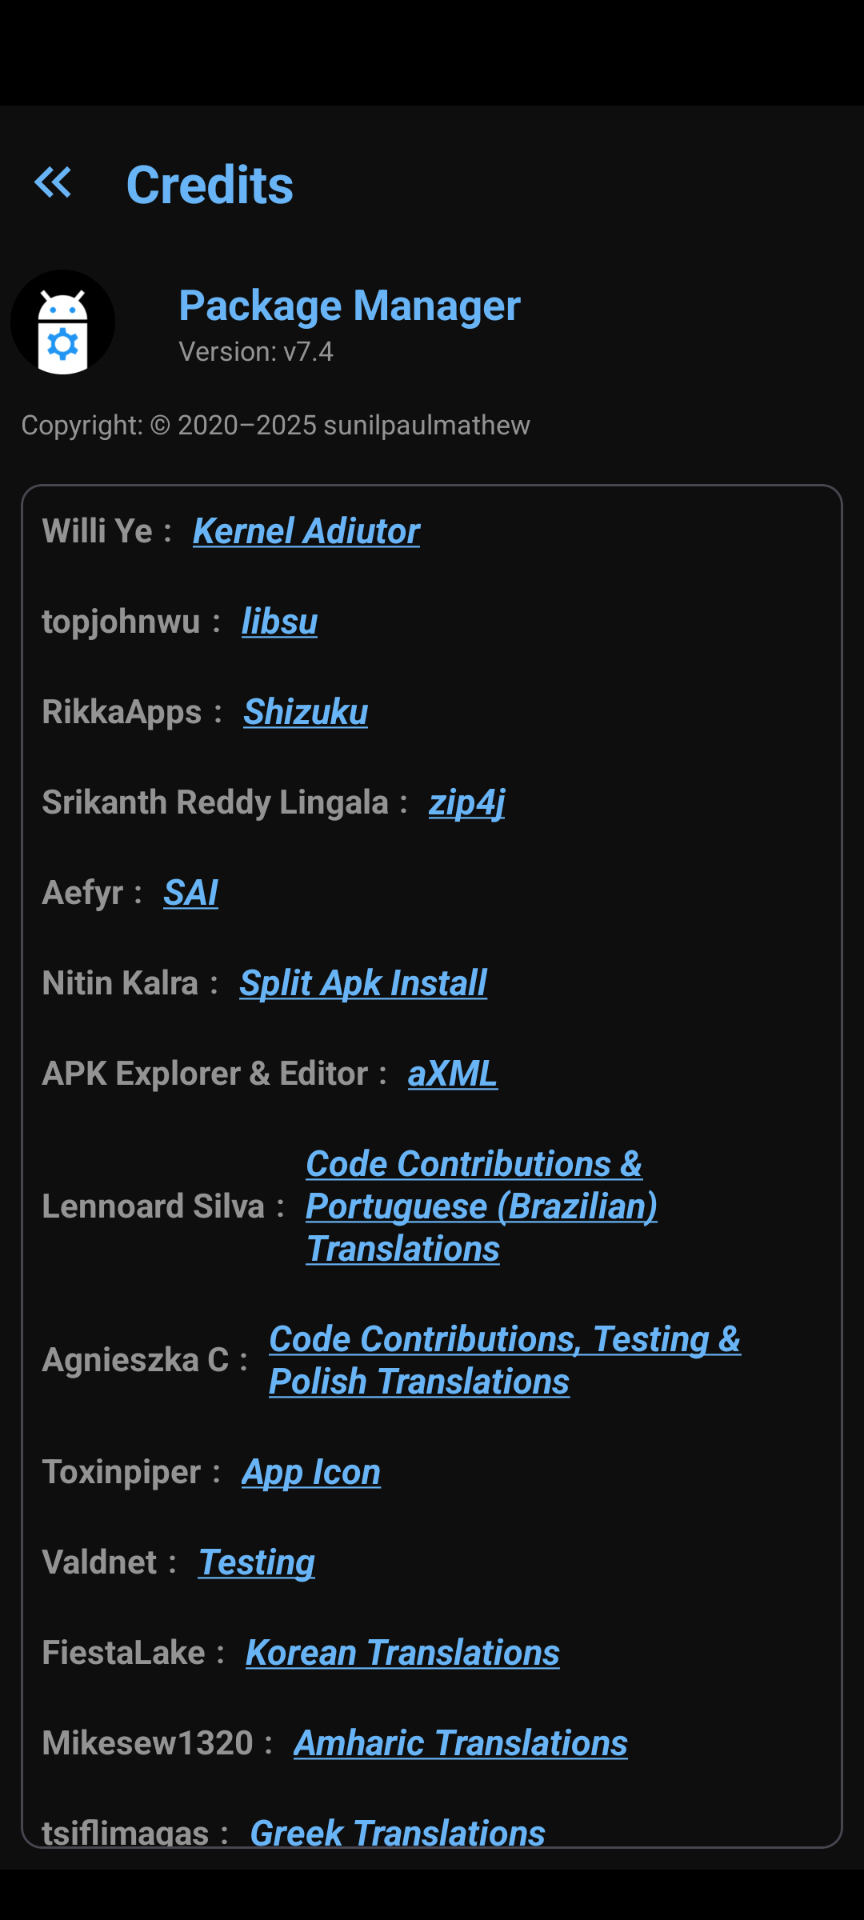 Credits
Package Manager
Version: v7.4
Copyright: © 2020–2025 sunilpaulmathew
Willi Ye : Kernel Adiutor
topjohnwu : libsu
RikkaApps : Shizuku
Srikanth Reddy Lingala : zip4j
Aefyr : SAI
Nitin Kalra : Split Apk Install
APK Explorer & Editor : aXML
Lennoard Silva : Code Contributions &
Portuguese (Brazilian)
Translations
Agnieszka C : Code Contributions, Testing &
Polish Translations
Toxinpiper : App Icon
Valdnet : Testing
FiestaLake : Korean Translations
Mikesew1320 : Amharic Translations
tsiflimagas : Greek Translations